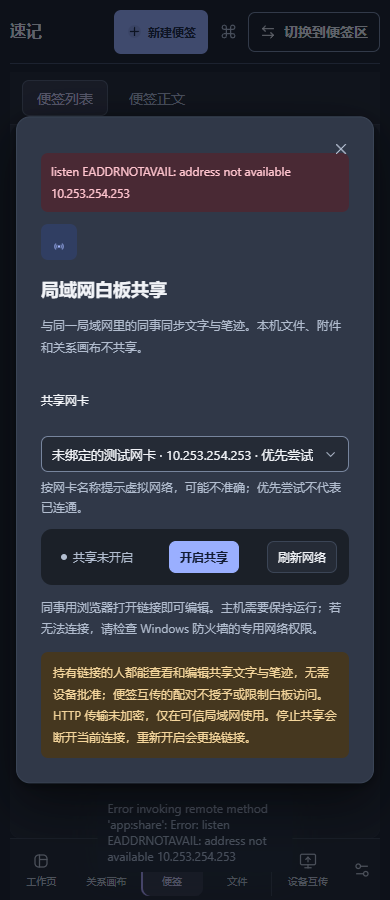 速记
新建便签
切换到便签区
便签列表
便签正文
listen EADDRNOTAVAIL: address not available
10.253.254.253
局域网白板共享
与同一局域网里的同事同步文字与笔迹。本机文件、附件
和关系画布不共享。
共享网卡
未绑定的测试网卡 · 10.253.254.253 · 优先尝试
按网卡名称提示虚拟网络，可能不准确；优先尝试不代表
已连通。
共享未开启
开启共享
刷新网络
同事用浏览器打开链接即可编辑。主机需要保持运行；若
无法连接，请检查 Windows 防火墙的专用网络权限。
持有链接的人都能查看和编辑共享文字与笔迹，无需
设备批准；便签互传的配对不授予或限制白板访问。
HTTP 传输未加密，仅在可信局域网使用。停止共享会
断开当前连接，重新开启会更换链接。
Error invoking remote method
'app:share': Error: listen
EADDRNOTAVAIL: address not
available 10.253.254.253
工作页
关系画布
便签
文件
设备互传